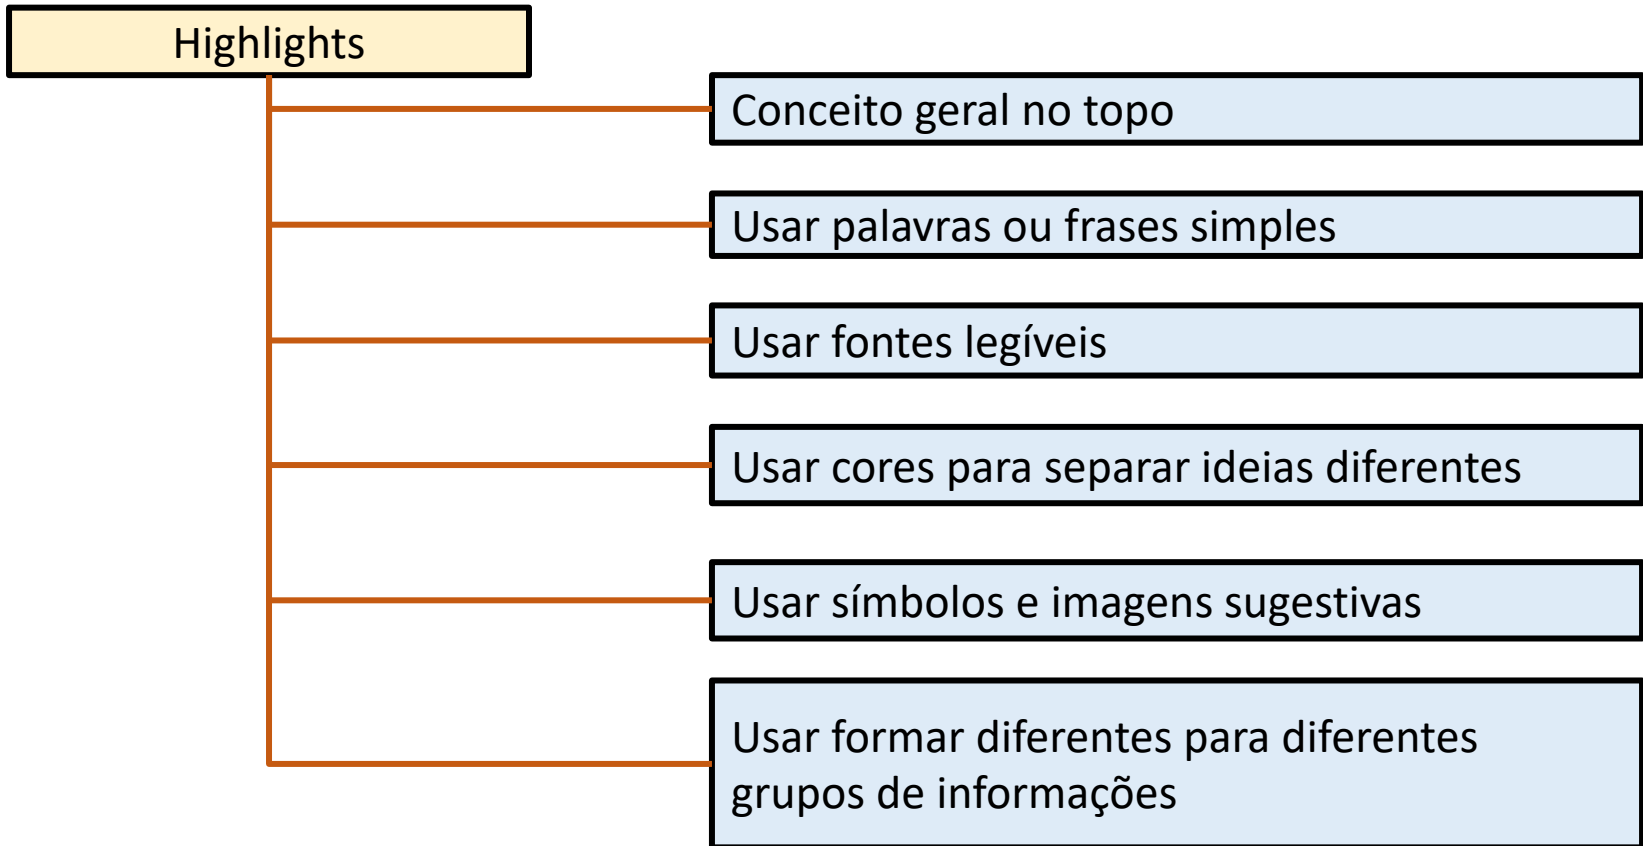 Highlights
Conceito geral no topo
Usar palavras ou frases simples
Usar fontes legíveis
Usar cores para separar ideias diferentes
Usar símbolos e imagens sugestivas
Usar formar diferentes para diferentes
grupos de informações